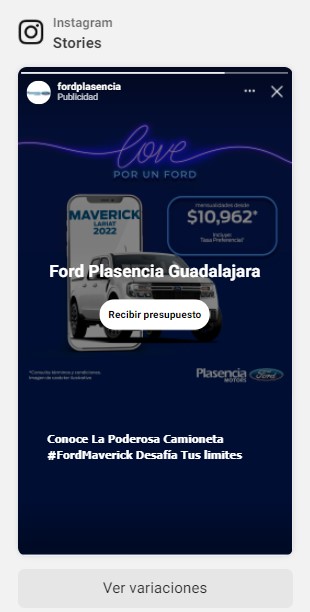 Instagram
Stories
fordplasencia
Publicidad
love
POR UN FORD
MAVERICK
LARIAT
2022
mensualidades desde
$10,962*
Incluyen
Tasa Preferencial*
Ford Plasencia Guadalajara
Recibir presupuesto
*Consulta términos y condiciones.
Imagen de carácter ilustrativo.
Plasencia
MOTORS
Ford
Conoce La Poderosa Camioneta
#FordMaverick Desafía Tus limites
Ver variaciones